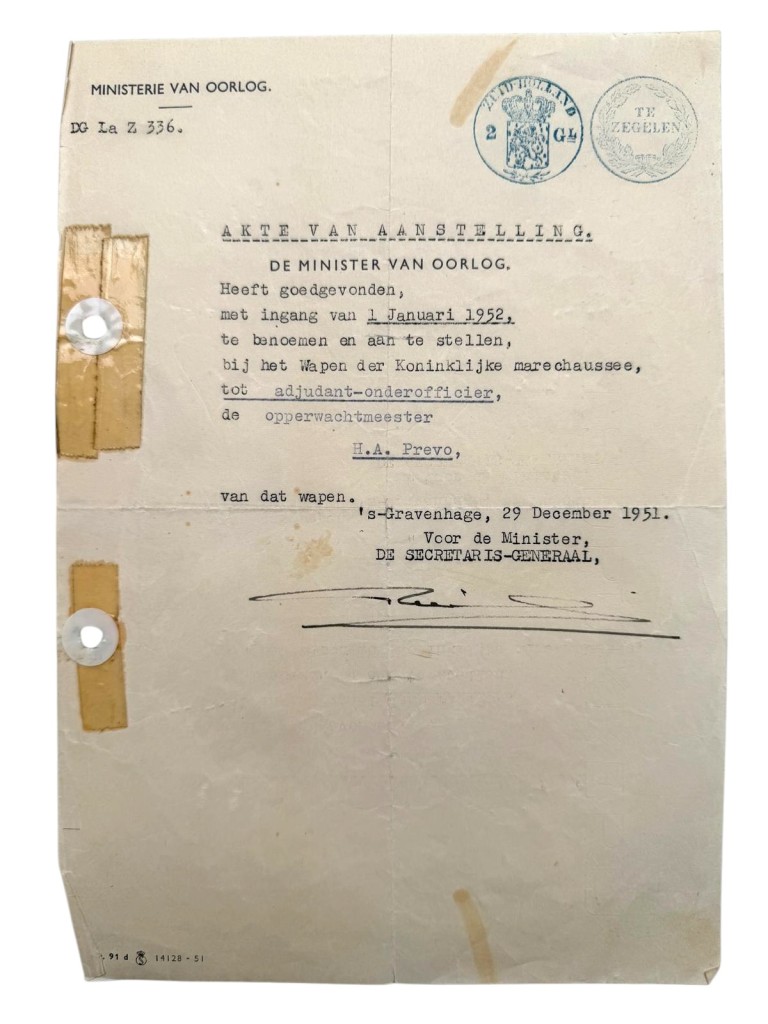 MINISTERIE VAN OORLOG.
DG La Z 336.
ZUID-HOLLAND
2 GL
TE
ZEGELEN
AKTE VAN AANSTELLING.
DE MINISTER VAN OORLOG.
Heeft goedgevonden,
met ingang van 1 Januari 1952,
te benoemen en aan te stellen,
bij het Wapen der Koninklijke marechaussee,
tot adjudant-onderofficier,
de opperwachtmeester
H.A. Prevo,
van dat wapen.
's-Gravenhage, 29 December 1951.
Voor de Minister,
DE SECRETARIS-GENERAAL,
91 d 14128 - 51